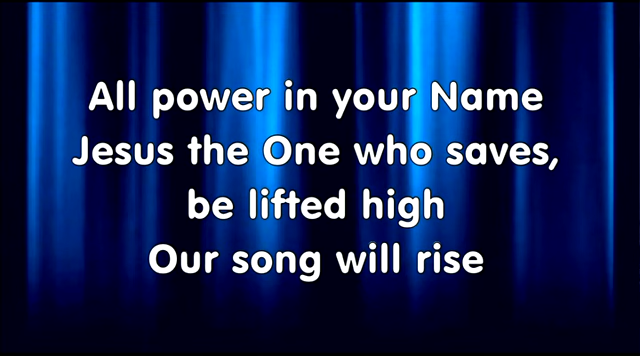 All power in your Name
Jesus the One who saves,
be lifted high
Our song will rise